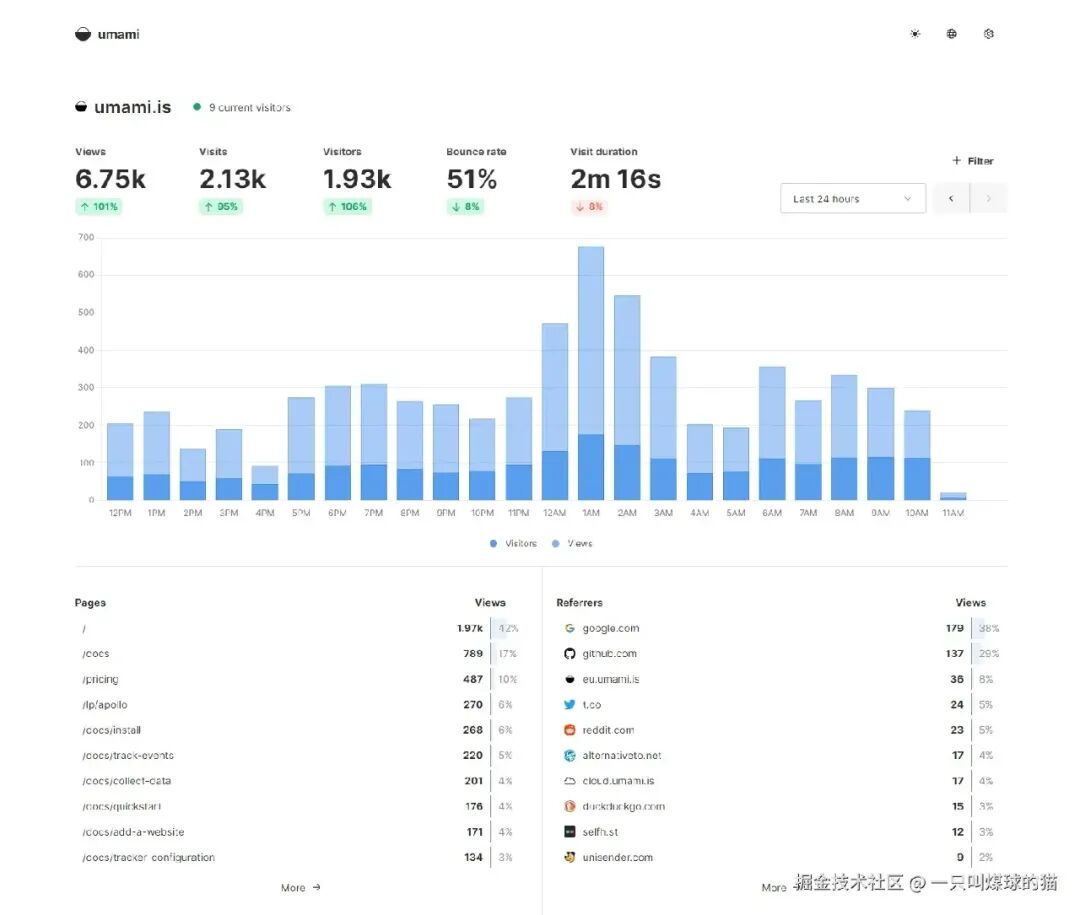 umami
umami.is 9 current visitors
Views Visits Visitors Bounce rate Visit duration
+ Filter
6.75k 2.13k 1.93k 51% 2m 16s
↑ 101% ↑ 95% ↑ 106% ↓ 8% ↓ 8%
Last 24 hours
700
600
500
400
300
200
100
0
12PM 1PM 2PM 3PM 4PM 5PM 6PM 7PM 8PM 9PM 10PM 11PM 12AM 1AM 2AM 3AM 4AM 5AM 6AM 7AM 8AM 9AM 10AM 11AM
Visitors Views
Pages Views
/ 1.97k 42%
/docs 789 17%
/pricing 487 10%
/lp/apollo 270 6%
/docs/install 268 6%
/docs/track-events 220 5%
/docs/collect-data 201 4%
/docs/quickstart 176 4%
/docs/add-a-website 171 4%
/docs/tracker-configuration 134 3%
More →
Referrers Views
google.com 179 38%
github.com 137 29%
eu.umami.is 36 8%
t.co 24 5%
reddit.com 23 5%
alternativeto.net 17 4%
cloud.umami.is 17 4%
duckduckgo.com 15 3%
selfh.st 12 3%
unisender.com 9 2%
More →
掘金技术社区 @ 一只叫煤球的猫